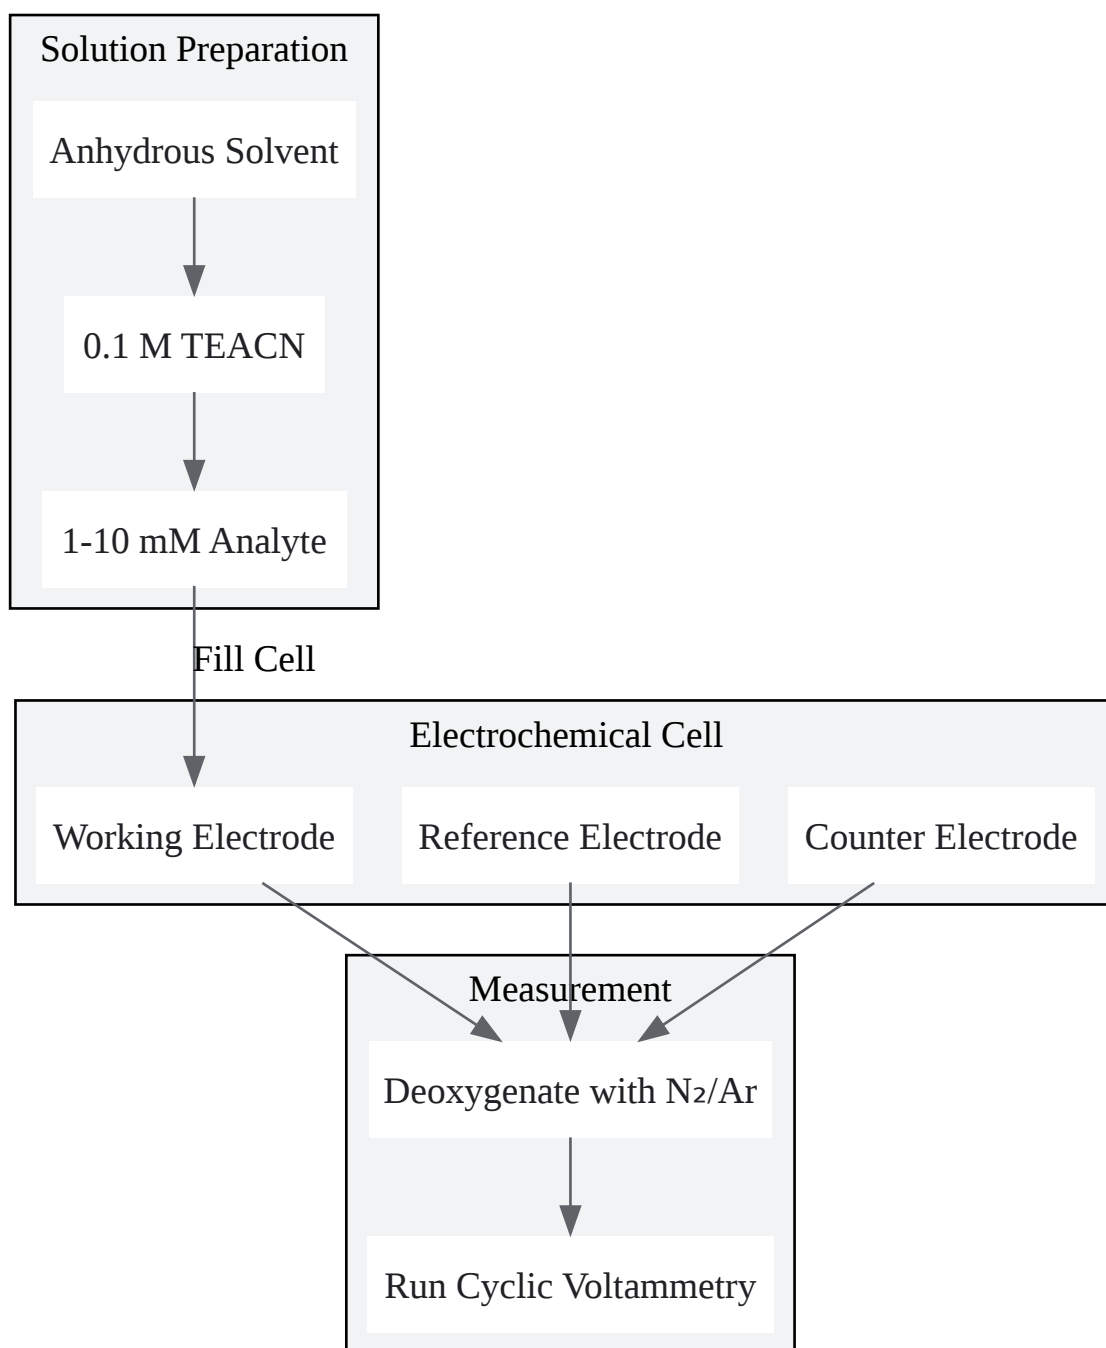 Solution Preparation
Anhydrous Solvent
0.1 M TEACN
1-10 mM Analyte
Fill Cell
Electrochemical Cell
Working Electrode
Reference Electrode
Counter Electrode
Measurement
Deoxygenate with N₂/Ar
Run Cyclic Voltammetry